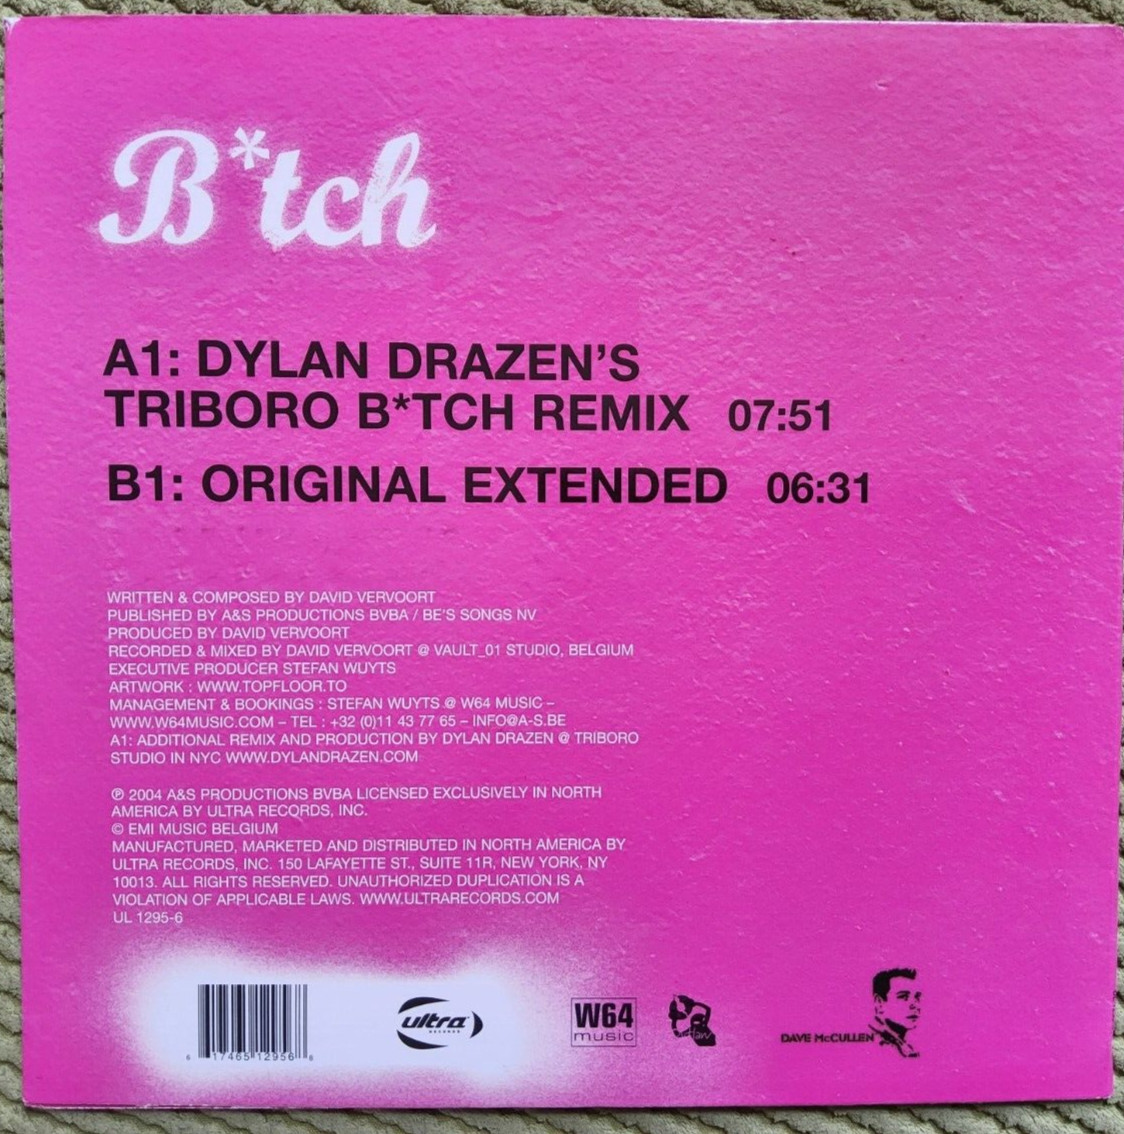 B*tch
A1: DYLAN DRAZEN'S
TRIBORO B*TCH REMIX 07:51
B1: ORIGINAL EXTENDED 06:31
WRITTEN & COMPOSED BY DAVID VERVOORT
PUBLISHED BY A&S PRODUCTIONS BVBA / BE'S SONGS NV
PRODUCED BY DAVID VERVOORT
RECORDED & MIXED BY DAVID VERVOORT @ VAULT_01 STUDIO, BELGIUM
EXECUTIVE PRODUCER STEFAN WUYTS
ARTWORK : WWW.TOPFLOOR.TO
MANAGEMENT & BOOKINGS : STEFAN WUYTS @ W64 MUSIC –
WWW.W64MUSIC.COM – TEL : +32 (0)11 43 77 65 – INFO@A-S.BE
A1: ADDITIONAL REMIX AND PRODUCTION BY DYLAN DRAZEN @ TRIBORO
STUDIO IN NYC WWW.DYLANDRAZEN.COM
℗ 2004 A&S PRODUCTIONS BVBA LICENSED EXCLUSIVELY IN NORTH
AMERICA BY ULTRA RECORDS, INC.
© EMI MUSIC BELGIUM
MANUFACTURED, MARKETED AND DISTRIBUTED IN NORTH AMERICA BY
ULTRA RECORDS, INC. 150 LAFAYETTE ST., SUITE 11R, NEW YORK, NY
10013. ALL RIGHTS RESERVED. UNAUTHORIZED DUPLICATION IS A
VIOLATION OF APPLICABLE LAWS. WWW.ULTRARECORDS.COM
UL 1295-6
6 17465 12956 8
ultra
RECORDS
W64
music
DAVE McCULLEN